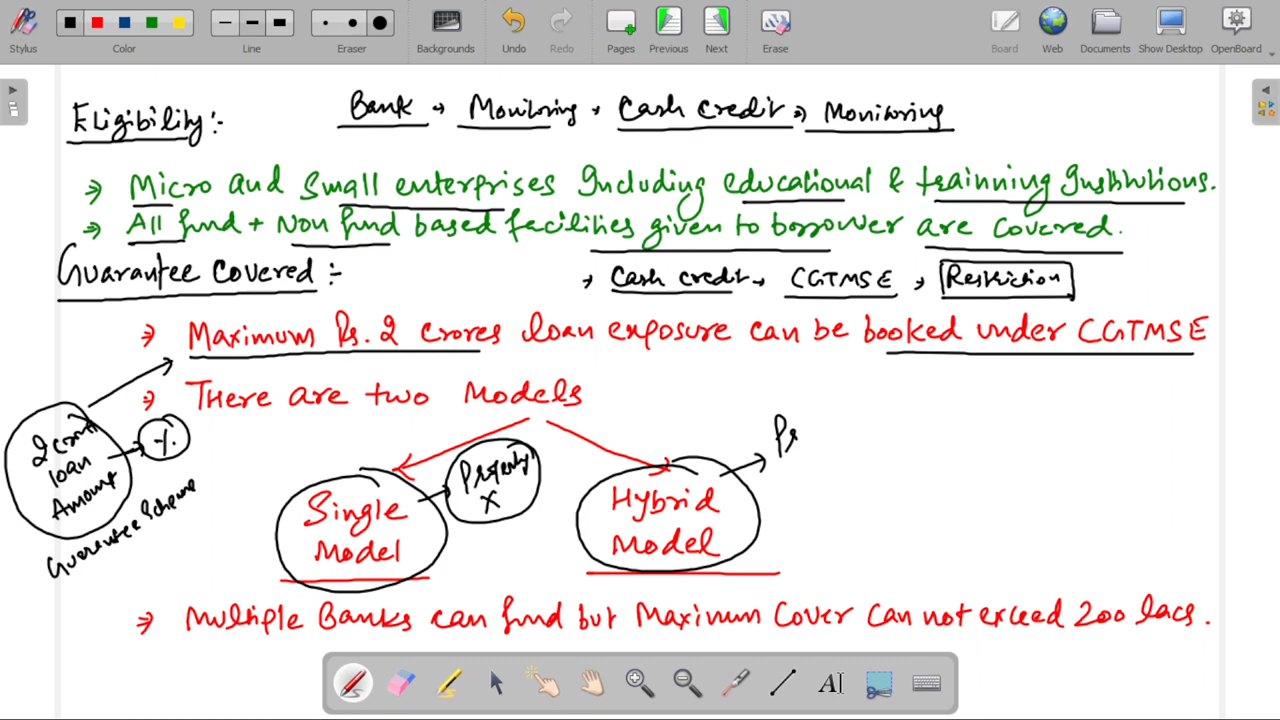 Stylus Color Line Eraser Backgrounds Undo Redo Pages Previous Next Erase Board Web Documents Show Desktop OpenBoard
Eligibility:- Bank → Monitoring → Cash credit → Monitoring
→ Micro and Small enterprises Including educational & trainning Institutions.
→ All fund + Non fund based facilities given to borrower are covered.
Guarantee Covered :- → Cash credit → CGTMSE → Restriction
→ Maximum Rs. 2 crores loan exposure can be booked under CGTMSE
→ There are two Models
2 crore loan Amount → %
Guarantee Scheme
Single Model → Property X
Hybrid Model → Pr
→ Multiple Banks can fund but Maximum Cover Can not exceed 200 lacs.
AI